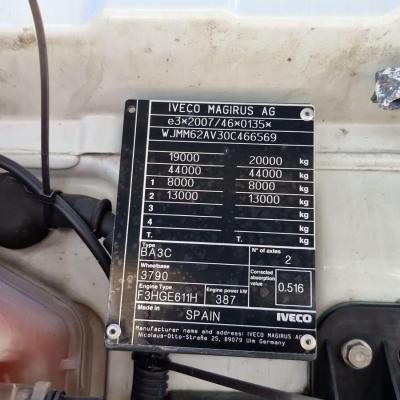 IVECO MAGIRUS AG
e3*2007/46*0135*
WJMM62AV30C466569
19000 20000 kg
44000 44000 kg
1 8000 8000 kg
2 13000 13000 kg
3 kg
4 kg
T. T. kg
Type BA3C N° of axles 2
Wheelbase 3790 Corrected absorption value 0.516
Engine Type F3HGE611H Engine power kW 387
Made in SPAIN IVECO
Manufacturer name and address: IVECO MAGIRUS AG
Nicolaus-Otto-Straße 25, 89079 Ulm Germany